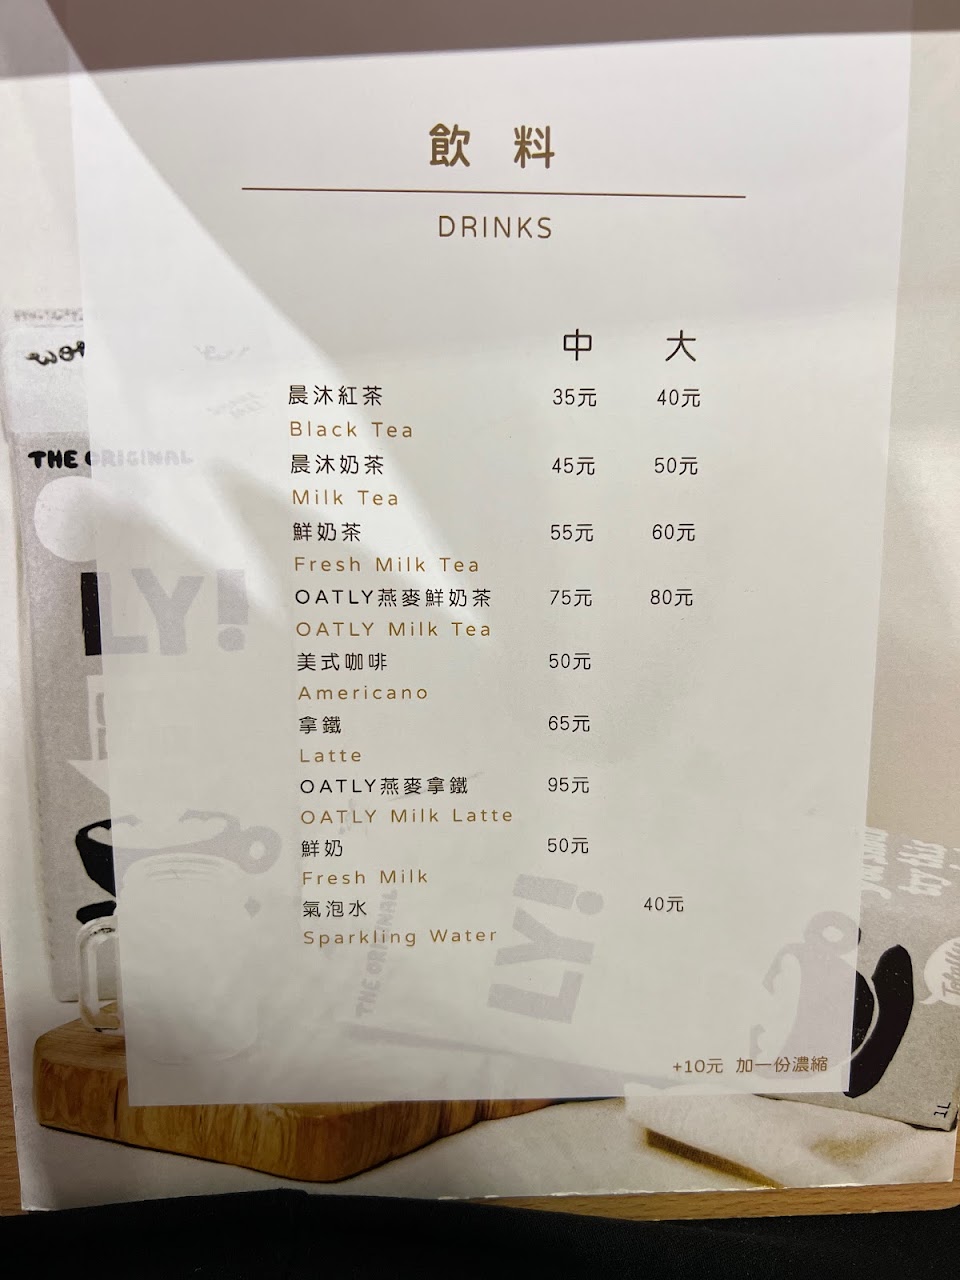 飲料
DRINKS
中 大
晨沐紅茶 35元 40元
Black Tea
晨沐奶茶 45元 50元
Milk Tea
鮮奶茶 55元 60元
Fresh Milk Tea
OATLY燕麥鮮奶茶 75元 80元
OATLY Milk Tea
美式咖啡 50元
Americano
拿鐵 65元
Latte
OATLY燕麥拿鐵 95元
OATLY Milk Latte
鮮奶 50元
Fresh Milk
氣泡水 40元
Sparkling Water
+10元 加一份濃縮
THE ORIGINAL
LY!
THE ORIGINAL
LY!
try this
Totally
1L